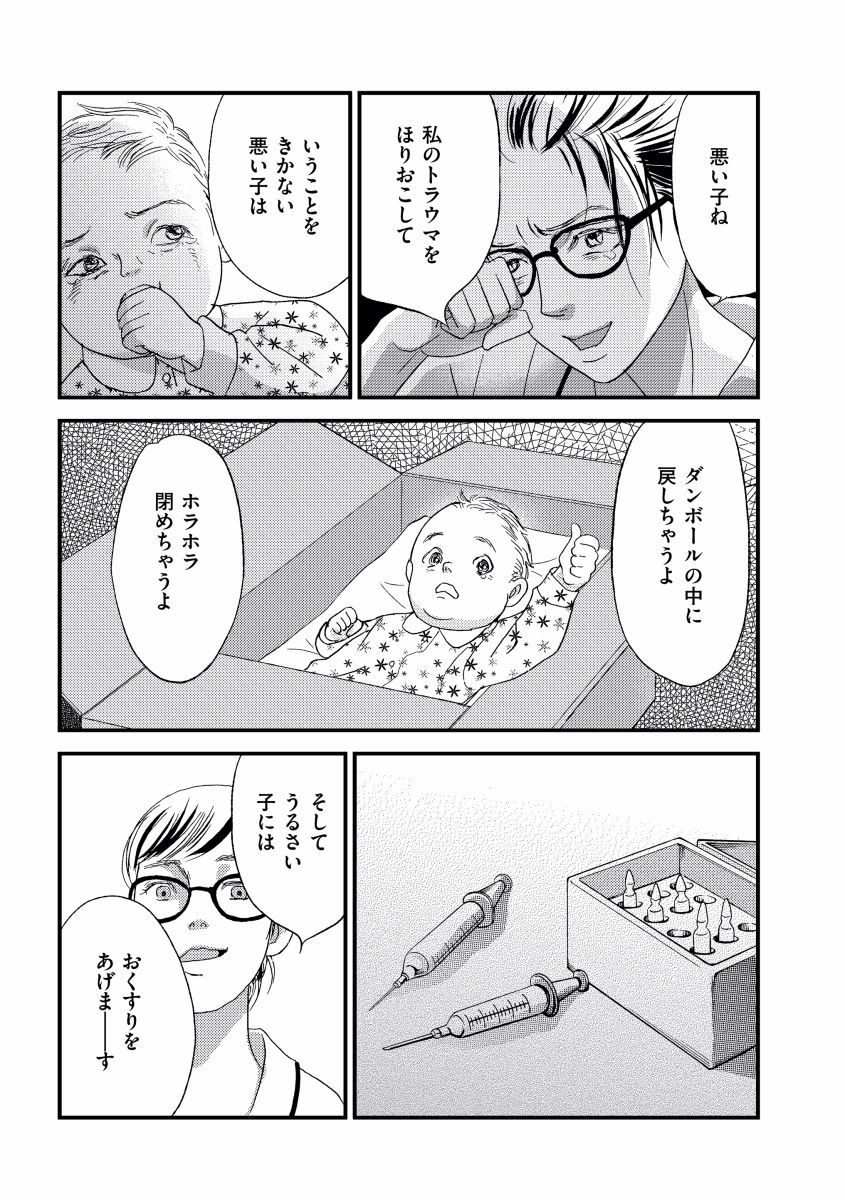 悪い子ね
私のトラウマを
ほりおこして
いうことを
きかない
悪い子は
ダンボールの中に
戻しちゃうよ
ホラホラ
閉めちゃうよ
そして
うるさい
子には
おくすりを
あげま――す